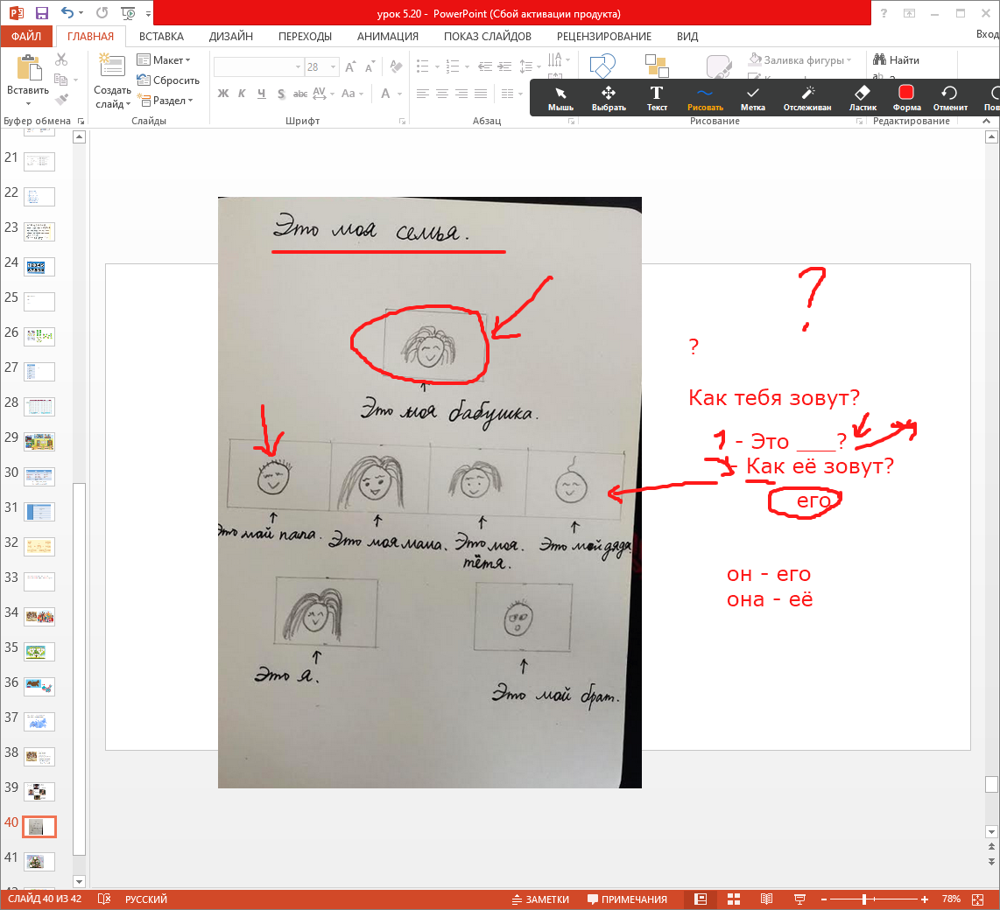 урок 5.20 - PowerPoint (Сбой активации продукта)
ФАЙЛ ГЛАВНАЯ ВСТАВКА ДИЗАЙН ПЕРЕХОДЫ АНИМАЦИЯ ПОКАЗ СЛАЙДОВ РЕЦЕНЗИРОВАНИЕ ВИД Вход
Вставить
Создать
слайд
Макет
Сбросить
Раздел
28
Ж К Ч S abc AV Aa A
Заливка фигуры
Найти
Мышь Выбрать Текст Рисовать Метка Отслеживан Ластик Форма Отменит Пов
Буфер обмена Слайды Шрифт Абзац Рисование Редактирование
21
22
23
24
25
26
27
28
29
30
31
32
33
34
35
36
37
38
39
40
41
Это моя семья.
Это моя бабушка.
Это мой папа. Это моя мама. Это моя тётя. Это мой дядя.
Это я.
Это мой брат.
?
?
Как тебя зовут?
1 - Это ____?
- Как её зовут?
его
он - его
она - её
СЛАЙД 40 ИЗ 42 РУССКИЙ ЗАМЕТКИ ПРИМЕЧАНИЯ 78%